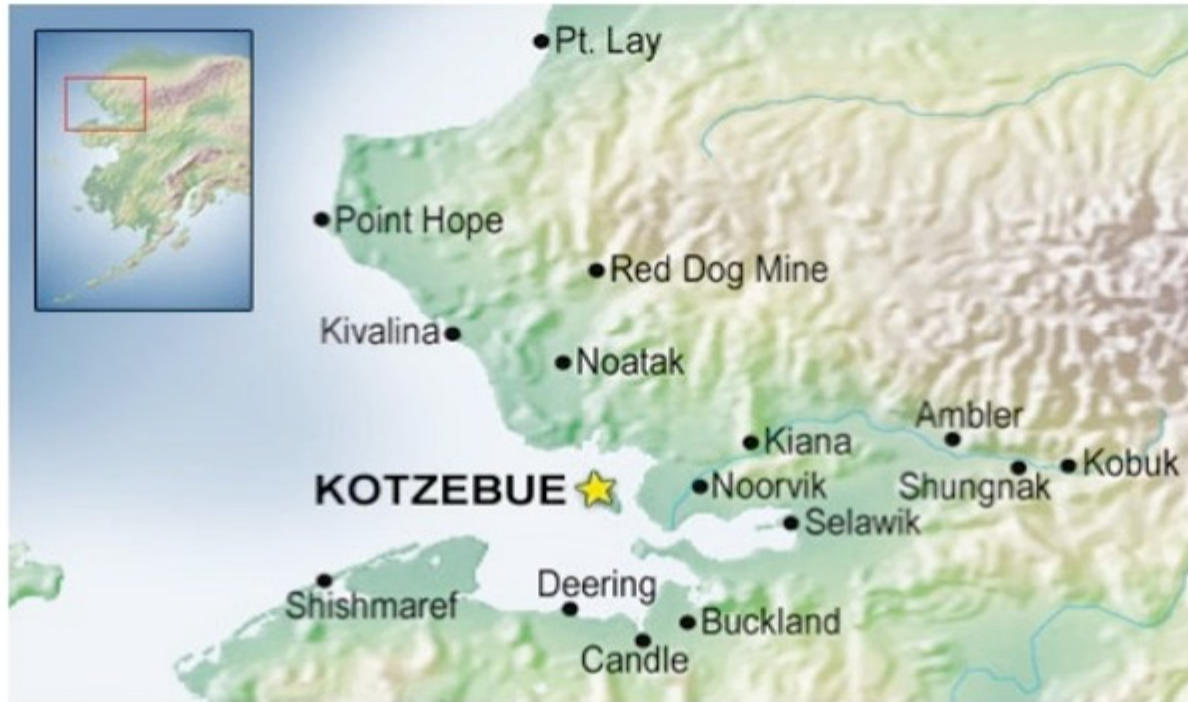 Pt. Lay
Point Hope
Red Dog Mine
Kivalina
Noatak
Ambler
Kiana
Kobuk
KOTZEBUE
Noorvik
Shungnak
Selawik
Deering
Shishmaref
Buckland
Candle